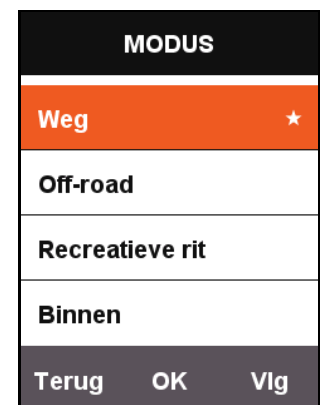 MODUS
Weg ★
Off-road
Recreatieve rit
Binnen
Terug OK Vlg